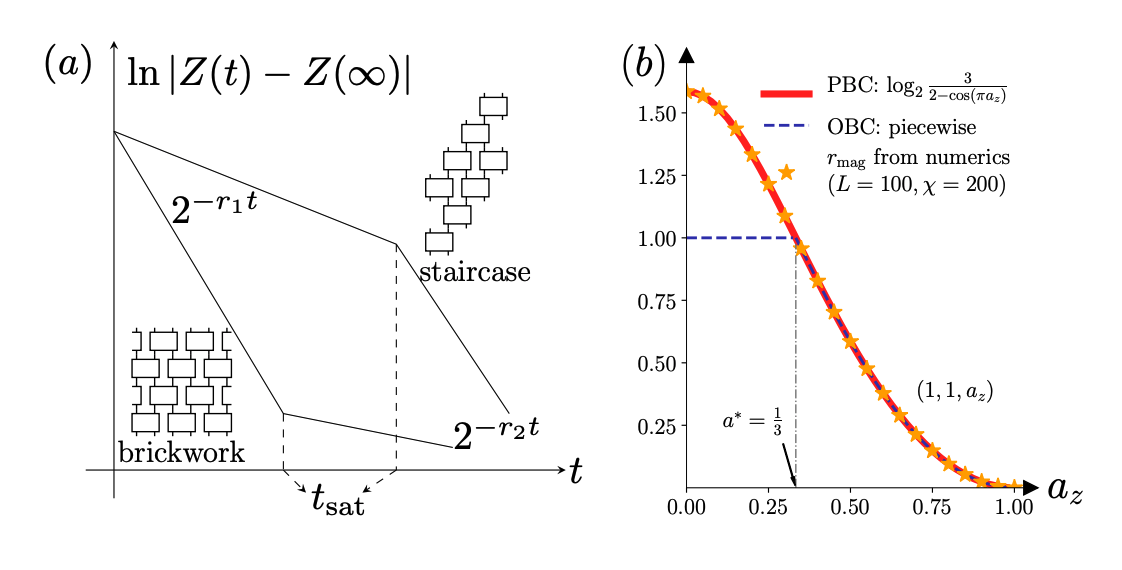 (a)
ln |Z(t) − Z(∞)|
2^{−r_1 t}
staircase
brickwork
2^{−r_2 t}
t
t_sat
(b)
PBC: log_2 \frac{3}{2−cos(πa_z)}
OBC: piecewise
r_mag from numerics
(L = 100, χ = 200)
1.50
1.25
1.00
0.75
0.50
0.25
(1, 1, a_z)
a* = \frac{1}{3}
0.00 0.25 0.50 0.75 1.00
a_z